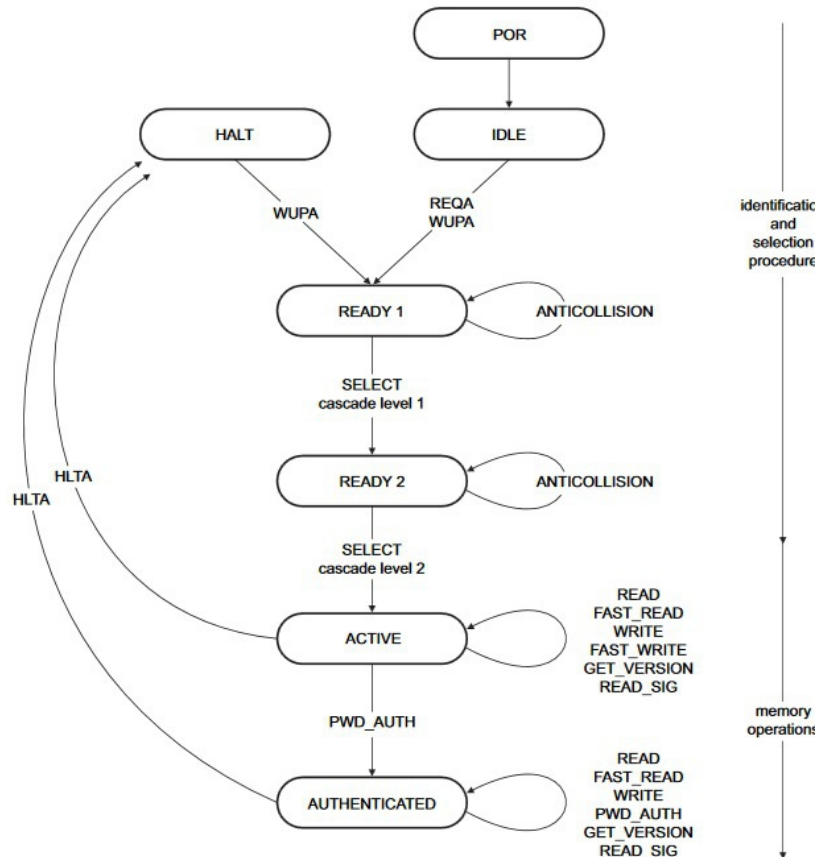 POR
HALT
IDLE
WUPA
REQA
WUPA
identificatio
and
selection
procedure
READY 1
ANTICOLLISION
SELECT
cascade level 1
HLTA
HLTA
READY 2
ANTICOLLISION
SELECT
cascade level 2
ACTIVE
READ
FAST_READ
WRITE
FAST_WRITE
GET_VERSION
READ_SIG
PWD_AUTH
memory
operations
AUTHENTICATED
READ
FAST_READ
WRITE
PWD_AUTH
GET_VERSION
READ_SIG